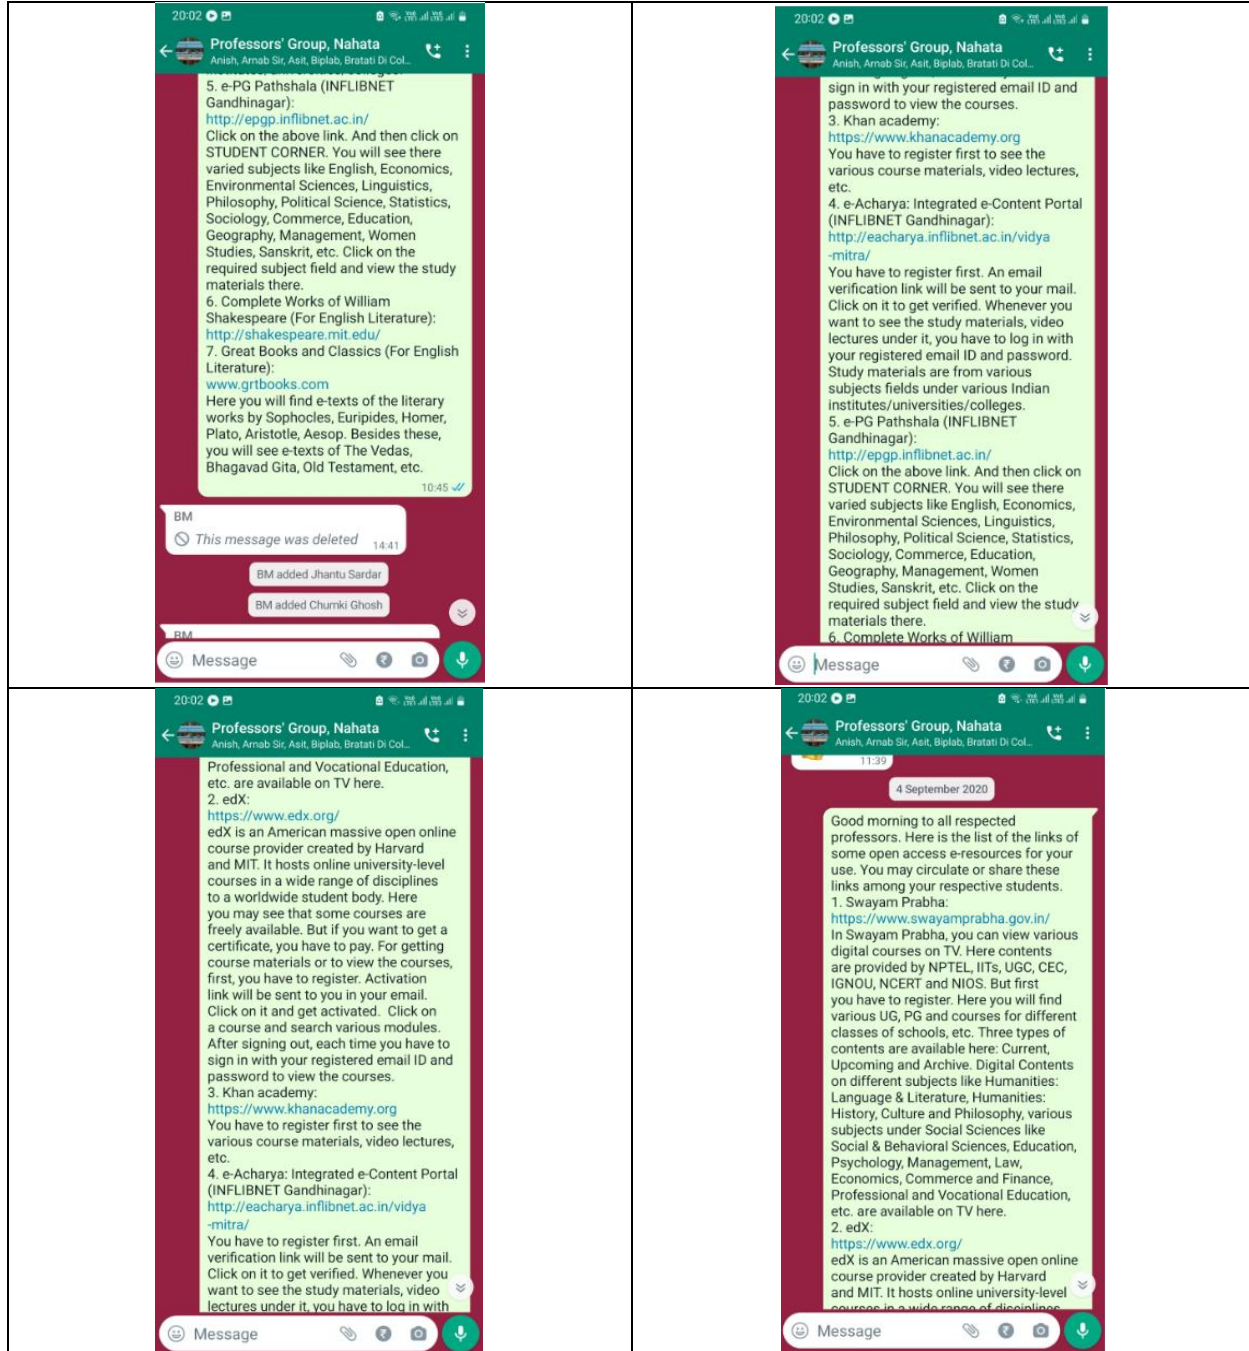 20:02
Professors' Group, Nahata
Anish, Arnab Sir, Asit, Biplab, Bratati Di Col...
5. e-PG Pathshala (INFLIBNET
Gandhinagar):
http://epgp.inflibnet.ac.in/
Click on the above link. And then click on
STUDENT CORNER. You will see there
varied subjects like English, Economics,
Environmental Sciences, Linguistics,
Philosophy, Political Science, Statistics,
Sociology, Commerce, Education,
Geography, Management, Women
Studies, Sanskrit, etc. Click on the
required subject field and view the study
materials there.
6. Complete Works of William
Shakespeare (For English Literature):
http://shakespeare.mit.edu/
7. Great Books and Classics (For English
Literature):
www.grtbooks.com
Here you will find e-texts of the literary
works by Sophocles, Euripides, Homer,
Plato, Aristotle, Aesop. Besides these,
you will see e-texts of The Vedas,
Bhagavad Gita, Old Testament, etc.
10:45
BM
This message was deleted
14:41
BM added Jhantu Sardar
BM added Chumki Ghosh
BM
Message
20:02
Professors' Group, Nahata
Anish, Arnab Sir, Asit, Biplab, Bratati Di Col...
sign in with your registered email ID and
password to view the courses.
3. Khan academy:
https://www.khanacademy.org
You have to register first to see the
various course materials, video lectures,
etc.
4. e-Acharya: Integrated e-Content Portal
(INFLIBNET Gandhinagar):
http://eacharya.inflibnet.ac.in/vidya
-mitra/
You have to register first. An email
verification link will be sent to your mail.
Click on it to get verified. Whenever you
want to see the study materials, video
lectures under it, you have to log in with
your registered email ID and password.
Study materials are from various
subjects fields under various Indian
institutes/universities/colleges.
5. e-PG Pathshala (INFLIBNET
Gandhinagar):
http://epgp.inflibnet.ac.in/
Click on the above link. And then click on
STUDENT CORNER. You will see there
varied subjects like English, Economics,
Environmental Sciences, Linguistics,
Philosophy, Political Science, Statistics,
Sociology, Commerce, Education,
Geography, Management, Women
Studies, Sanskrit, etc. Click on the
required subject field and view the study
materials there.
6. Complete Works of William
Message
20:02
Professors' Group, Nahata
Anish, Arnab Sir, Asit, Biplab, Bratati Di Col...
Professional and Vocational Education,
etc. are available on TV here.
2. edX:
https://www.edx.org/
edX is an American massive open online
course provider created by Harvard
and MIT. It hosts online university-level
courses in a wide range of disciplines
to a worldwide student body. Here
you may see that some courses are
freely available. But if you want to get a
certificate, you have to pay. For getting
course materials or to view the courses,
first, you have to register. Activation
link will be sent to you in your email.
Click on it and get activated. Click on
a course and search various modules.
After signing out, each time you have to
sign in with your registered email ID and
password to view the courses.
3. Khan academy:
https://www.khanacademy.org
You have to register first to see the
various course materials, video lectures,
etc.
4. e-Acharya: Integrated e-Content Portal
(INFLIBNET Gandhinagar):
http://eacharya.inflibnet.ac.in/vidya
-mitra/
You have to register first. An email
verification link will be sent to your mail.
Click on it to get verified. Whenever you
want to see the study materials, video
lectures under it, you have to log in with
Message
20:02
Professors' Group, Nahata
Anish, Arnab Sir, Asit, Biplab, Bratati Di Col...
11:39
4 September 2020
Good morning to all respected
professors. Here is the list of the links of
some open access e-resources for your
use. You may circulate or share these
links among your respective students.
1. Swayam Prabha:
https://www.swayamprabha.gov.in/
In Swayam Prabha, you can view various
digital courses on TV. Here contents
are provided by NPTEL, IITs, UGC, CEC,
IGNOU, NCERT and NIOS. But first
you have to register. Here you will find
various UG, PG and courses for different
classes of schools, etc. Three types of
contents are available here: Current,
Upcoming and Archive. Digital Contents
on different subjects like Humanities:
Language & Literature, Humanities:
History, Culture and Philosophy, various
subjects under Social Sciences like
Social & Behavioral Sciences, Education,
Psychology, Management, Law,
Economics, Commerce and Finance,
Professional and Vocational Education,
etc. are available on TV here.
2. edX:
https://www.edx.org/
edX is an American massive open online
course provider created by Harvard
and MIT. It hosts online university-level
courses in a wide range of disciplines
Message